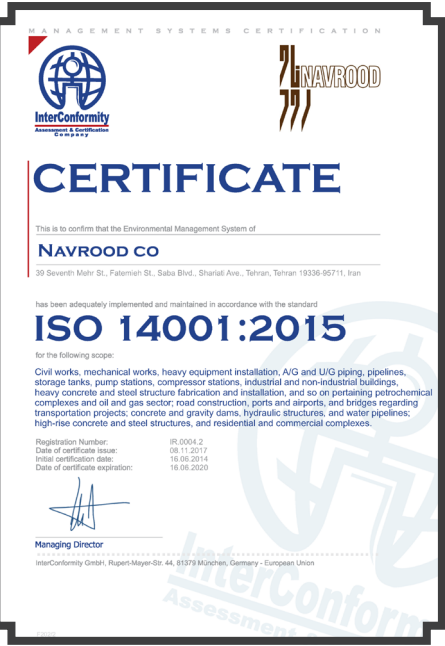 MANAGEMENT SYSTEMS CERTIFICATION
InterConformity
Assessment & Certification
Company
NAVROOD
CERTIFICATE
This is to confirm that the Environmental Management System of
NAVROOD CO
39 Seventh Mehr St., Fatemieh St., Saba Blvd., Shariati Ave., Tehran, Tehran 19336-95711, Iran
has been adequately implemented and maintained in accordance with the standard
ISO 14001:2015
for the following scope:
Civil works, mechanical works, heavy equipment installation, A/G and U/G piping, pipelines,
storage tanks, pump stations, compressor stations, industrial and non-industrial buildings,
heavy concrete and steel structure fabrication and installation, and so on pertaining petrochemical
complexes and oil and gas sector; road construction, ports and airports, and bridges regarding
transportation projects; concrete and gravity dams, hydraulic structures, and water pipelines;
high-rise concrete and steel structures, and residential and commercial complexes.
Registration Number: IR.0004.2
Date of certificate issue: 08.11.2017
Initial certification date: 16.06.2014
Date of certificate expiration: 16.06.2020
Managing Director
InterConformity GmbH, Rupert-Mayer-Str. 44, 81379 München, Germany - European Union
InterConform
Assessment